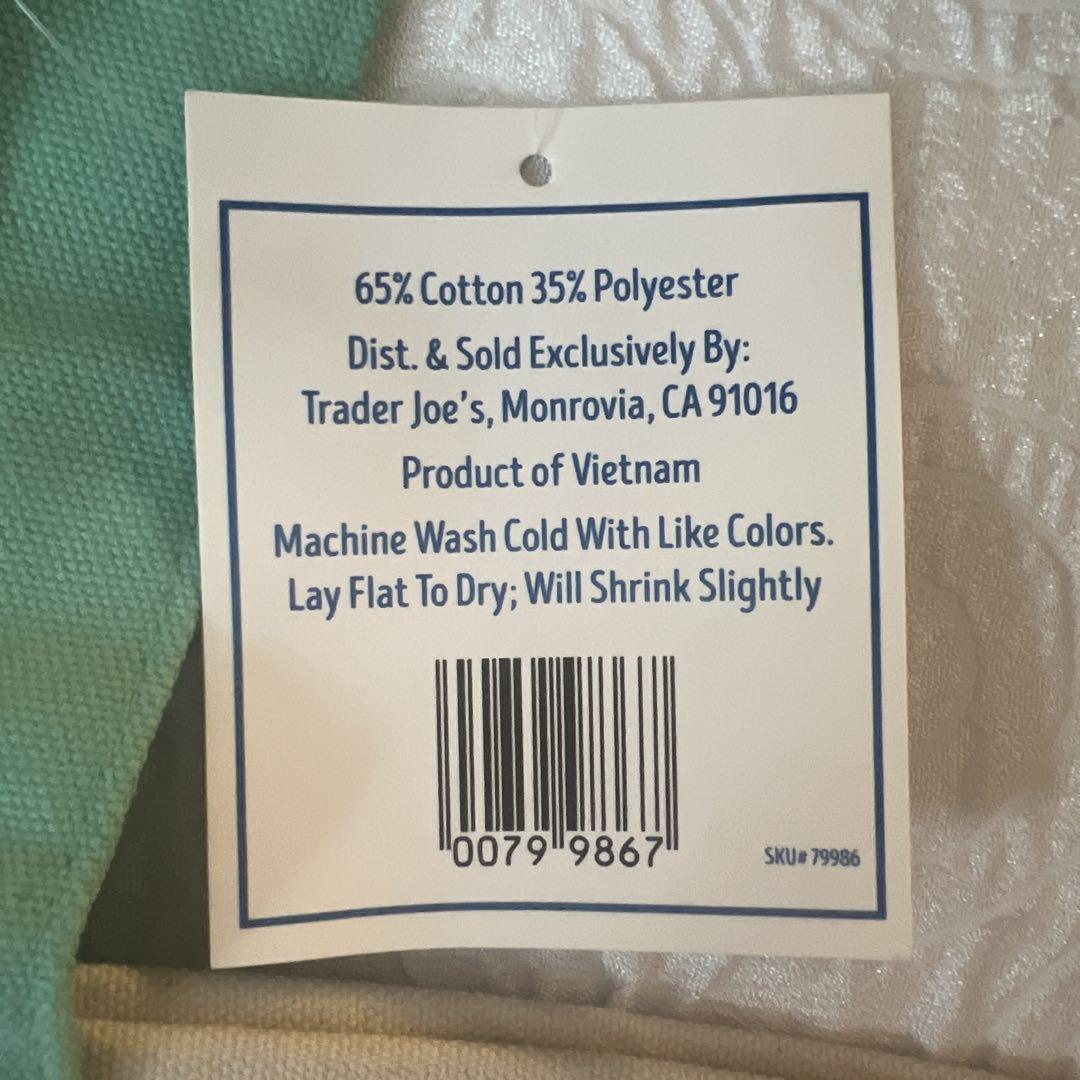 65% Cotton 35% Polyester
Dist. & Sold Exclusively By:
Trader Joe's, Monrovia, CA 91016
Product of Vietnam
Machine Wash Cold With Like Colors.
Lay Flat To Dry; Will Shrink Slightly
0079 9867
SKU# 79986